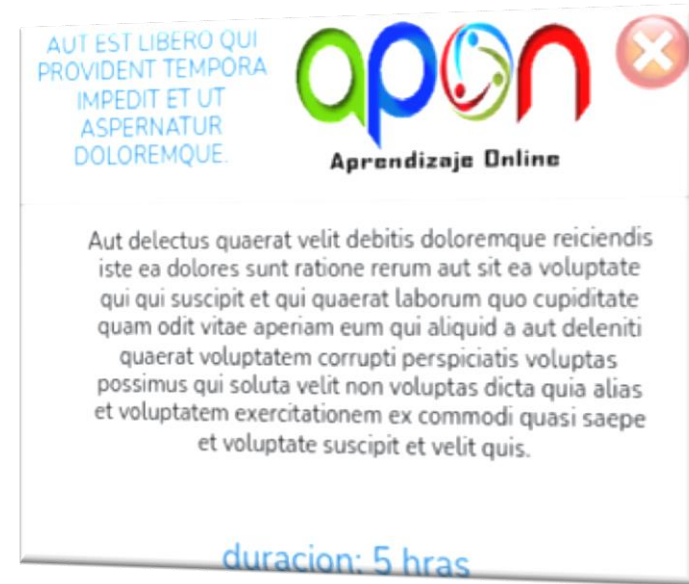 AUT EST LIBERO QUI
PROVIDENT TEMPORA
IMPEDIT ET UT
ASPERNATUR
DOLOREMQUE.
apon
Aprendizaje Online
Aut delectus quaerat velit debitis doloremque reiciendis
iste ea dolores sunt ratione rerum aut sit ea voluptate
qui qui suscipit et qui quaerat laborum quo cupiditate
quam odit vitae aperiam eum qui aliquid a aut deleniti
quaerat voluptatem corrupti perspiciatis voluptas
possimus qui soluta velit non voluptas dicta quia alias
et voluptatem exercitationem ex commodi quasi saepe
et voluptate suscipit et velit quis.
duracion: 5 hras